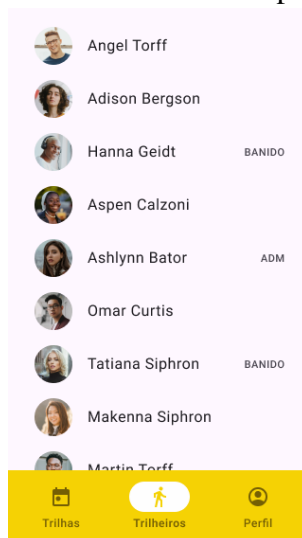 Angel Torff
Adison Bergson
Hanna Geidt BANIDO
Aspen Calzoni
Ashlynn Bator ADM
Omar Curtis
Tatiana Siphron BANIDO
Makenna Siphron
Martin Torff
Trilhas Trilheiros Perfil